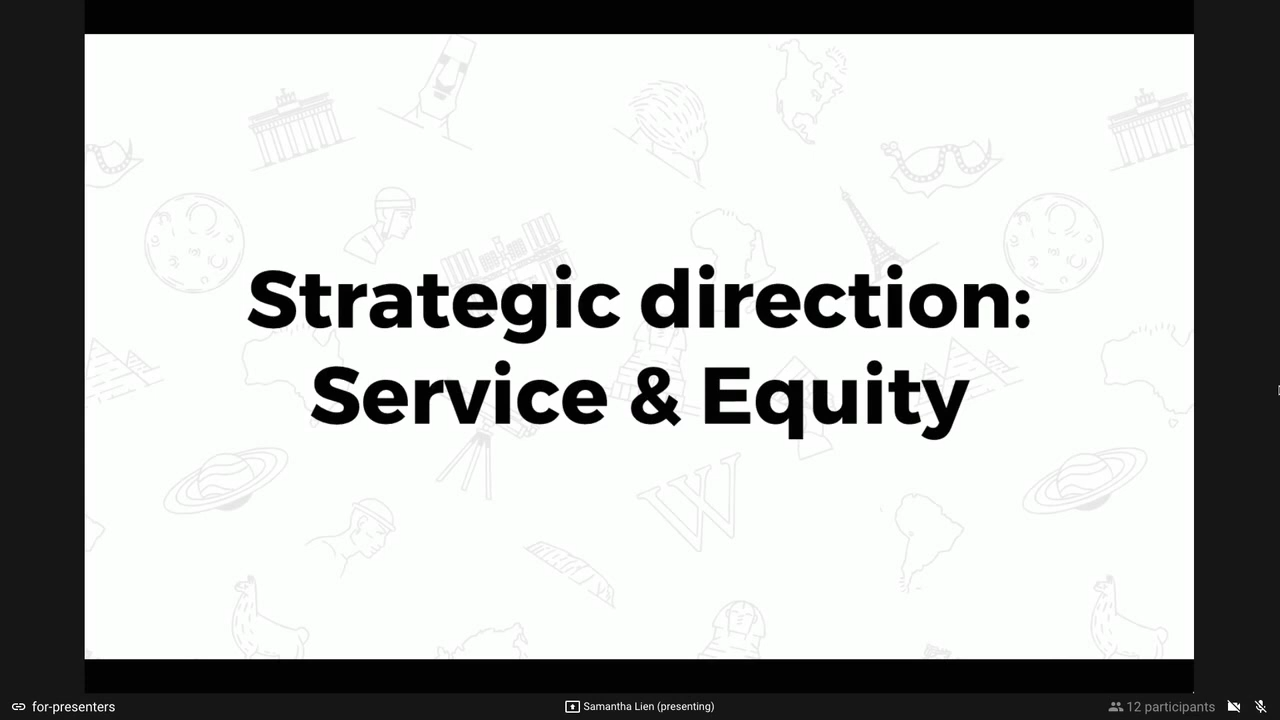 Strategic direction:
Service & Equity
for-presenters
Samantha Lien (presenting)
12 participants